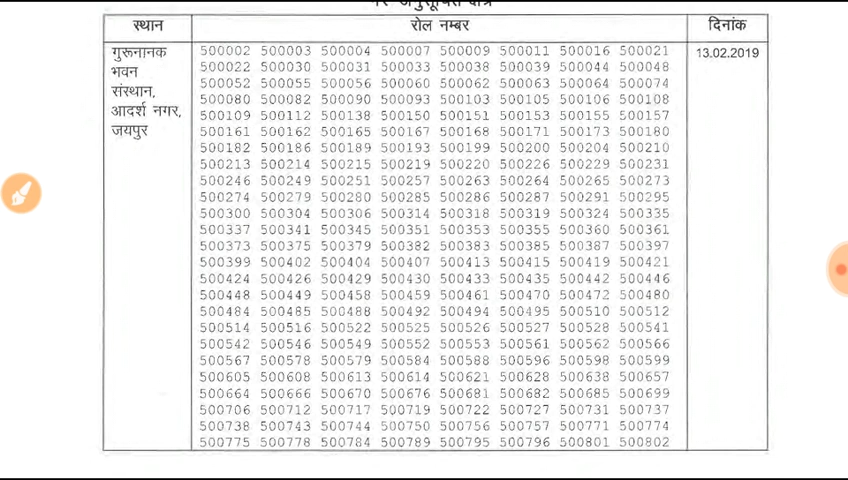 स्थान रोल नम्बर दिनांक
गुरूनानक भवन संस्थान, आदर्श नगर, जयपुर
500002 500003 500004 500007 500009 500011 500016 500021 13.02.2019
500022 500030 500031 500033 500038 500039 500044 500048
500052 500055 500056 500060 500062 500063 500064 500074
500080 500082 500090 500093 500103 500105 500106 500108
500109 500112 500138 500150 500151 500153 500155 500157
500161 500162 500165 500167 500168 500171 500173 500180
500182 500186 500189 500193 500199 500200 500204 500210
500213 500214 500215 500219 500220 500226 500229 500231
500246 500249 500251 500257 500263 500264 500265 500273
500274 500279 500280 500285 500286 500287 500291 500295
500300 500304 500306 500314 500318 500319 500324 500335
500337 500341 500345 500351 500353 500355 500360 500361
500373 500375 500379 500382 500383 500385 500387 500397
500399 500402 500404 500407 500413 500415 500419 500421
500424 500426 500429 500430 500433 500435 500442 500446
500448 500449 500458 500459 500461 500470 500472 500480
500484 500485 500488 500492 500494 500495 500510 500512
500514 500516 500522 500525 500526 500527 500528 500541
500542 500546 500549 500552 500553 500561 500562 500566
500567 500578 500579 500584 500588 500596 500598 500599
500605 500608 500613 500614 500621 500628 500638 500657
500664 500666 500670 500676 500681 500682 500685 500699
500706 500712 500717 500719 500722 500727 500731 500737
500738 500743 500744 500750 500756 500757 500771 500774
500775 500778 500784 500789 500795 500796 500801 500802